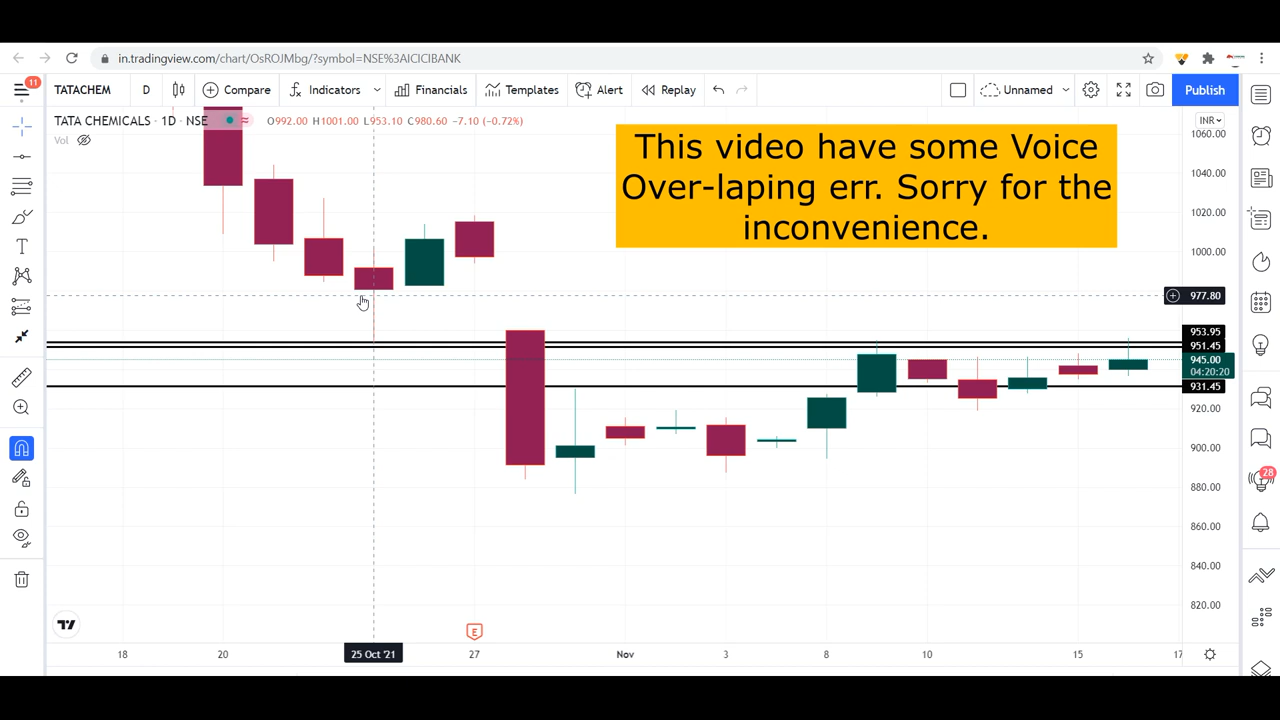 in.tradingview.com/chart/OsROJMbg/?symbol=NSE%3AICICIBANK
11
TATACHEM D Compare Indicators Financials Templates Alert Replay Unnamed Publish
TATA CHEMICALS · 1D · NSE O992.00 H1001.00 L953.10 C980.60 −7.10 (−0.72%)
Vol
INR
This video have some Voice
Over-laping err. Sorry for the
inconvenience.
1060.00
1040.00
1020.00
1000.00
977.80
953.95
951.45
945.00
04:20:20
931.45
920.00
900.00
28
880.00
860.00
840.00
820.00
E
18 20 25 Oct '21 27 Nov 3 8 10 15 17